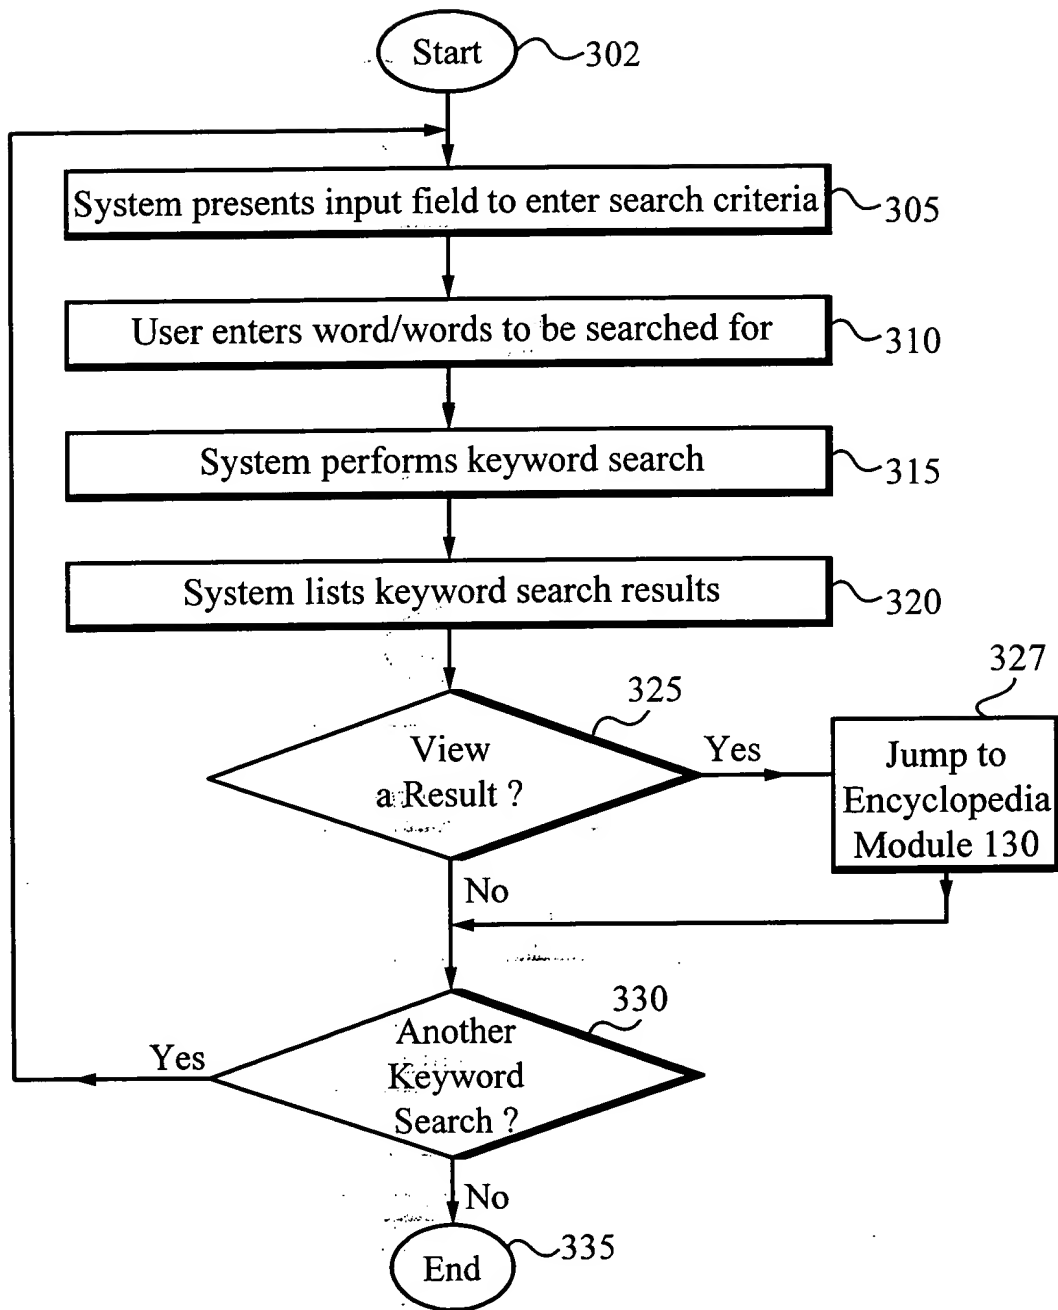 Start
302
System presents input field to enter search criteria
305
User enters word/words to be searched for
310
System performs keyword search
315
System lists keyword search results
320
325
327
View
a Result ?
Yes
Jump to
Encyclopedia
Module 130
No
330
Another
Keyword
Search ?
Yes
No
End
335